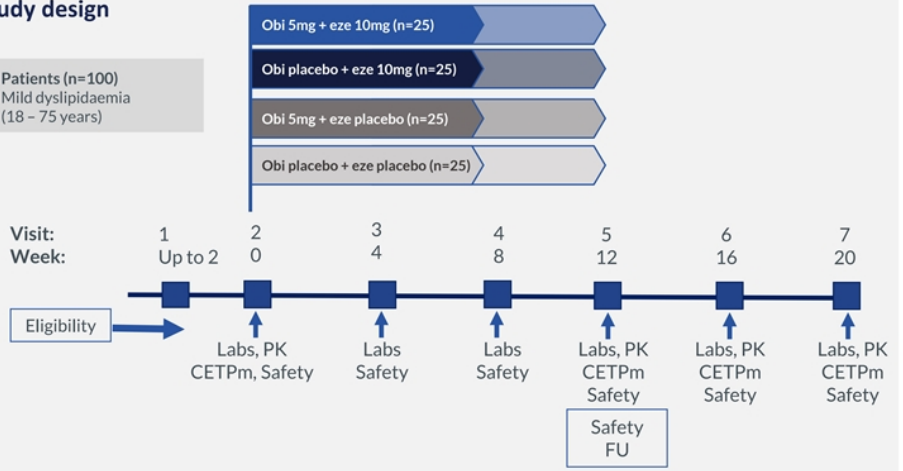 udy design
Patients (n=100)
Mild dyslipidaemia
(18 – 75 years)
Obi 5mg + eze 10mg (n=25)
Obi placebo + eze 10mg (n=25)
Obi 5mg + eze placebo (n=25)
Obi placebo + eze placebo (n=25)
Visit: 1 2 3 4 5 6 7
Week: Up to 2 0 4 8 12 16 20
Eligibility
Labs, PK
CETPm, Safety
Labs
Safety
Labs
Safety
Labs, PK
CETPm
Safety
Safety
FU
Labs, PK
CETPm
Safety
Labs, PK
CETPm
Safety